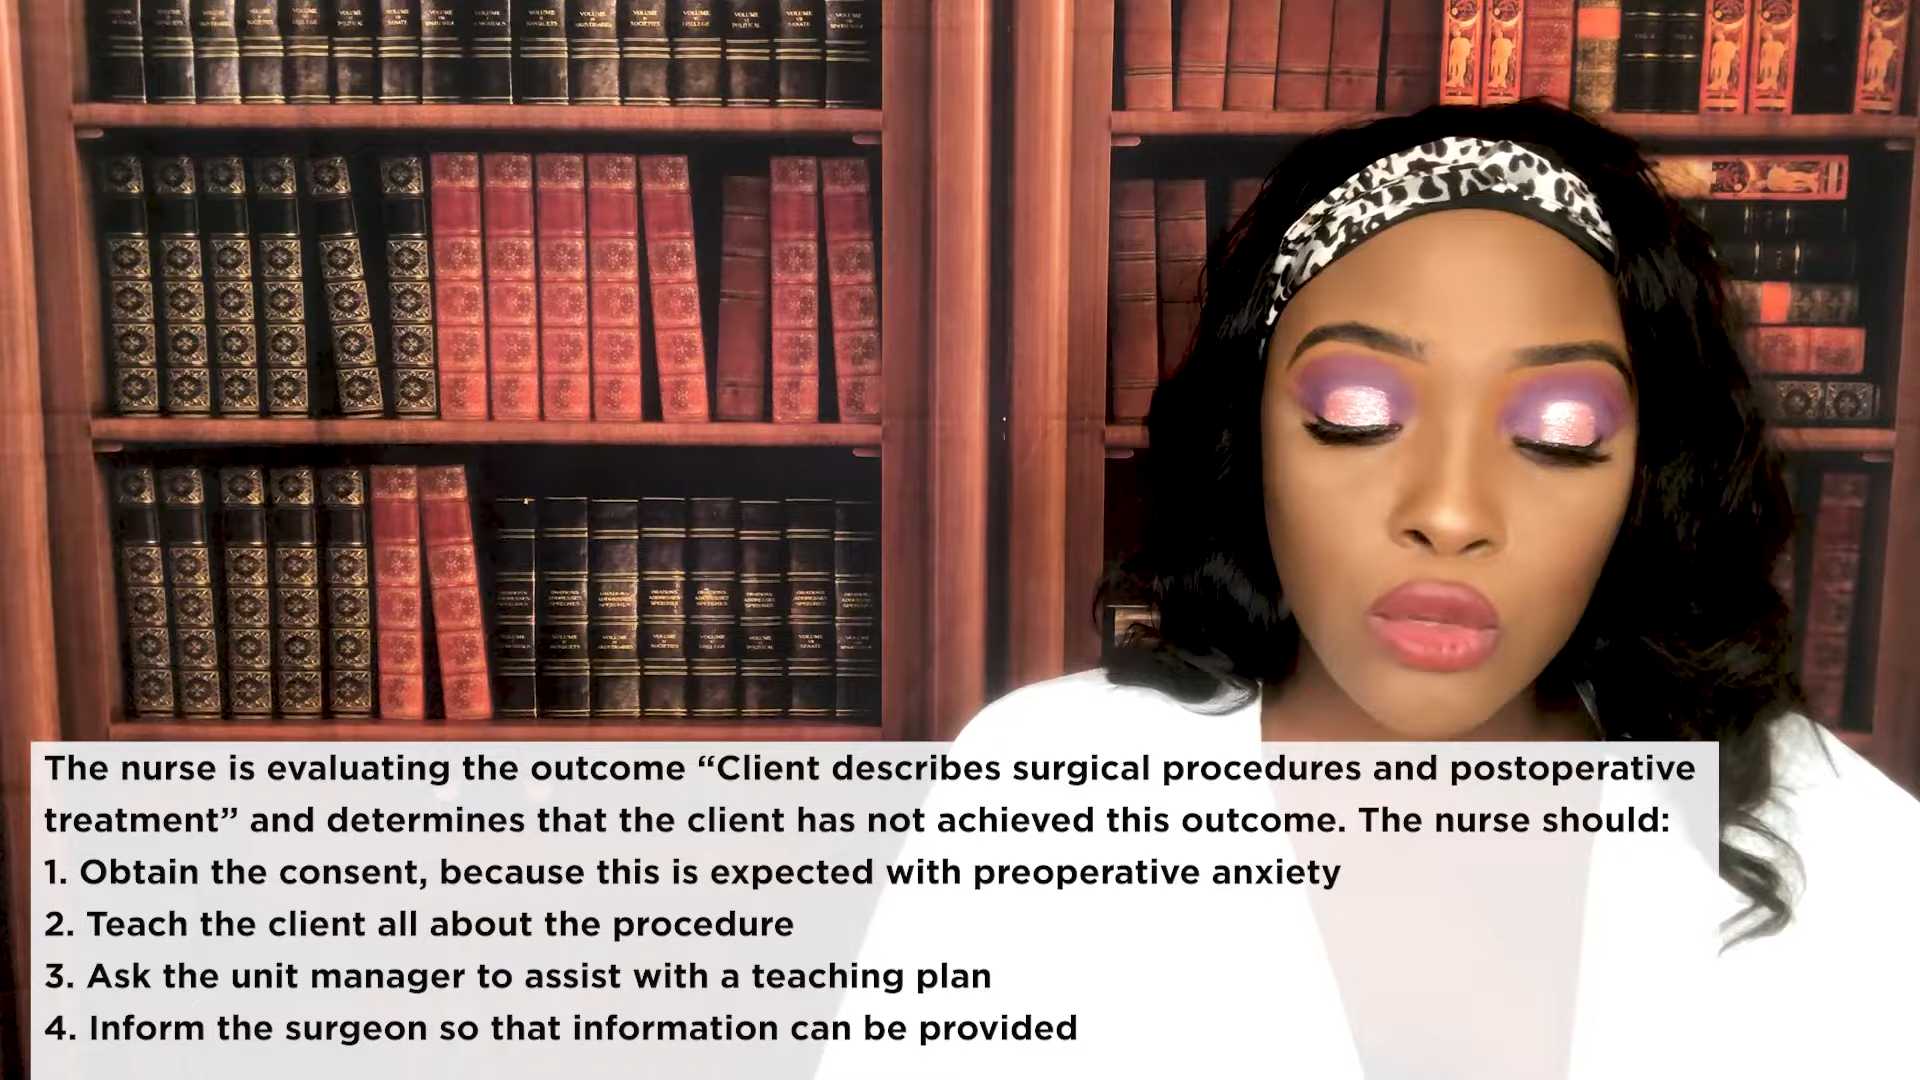 The nurse is evaluating the outcome “Client describes surgical procedures and postoperative
treatment” and determines that the client has not achieved this outcome. The nurse should:
1. Obtain the consent, because this is expected with preoperative anxiety
2. Teach the client all about the procedure
3. Ask the unit manager to assist with a teaching plan
4. Inform the surgeon so that information can be provided